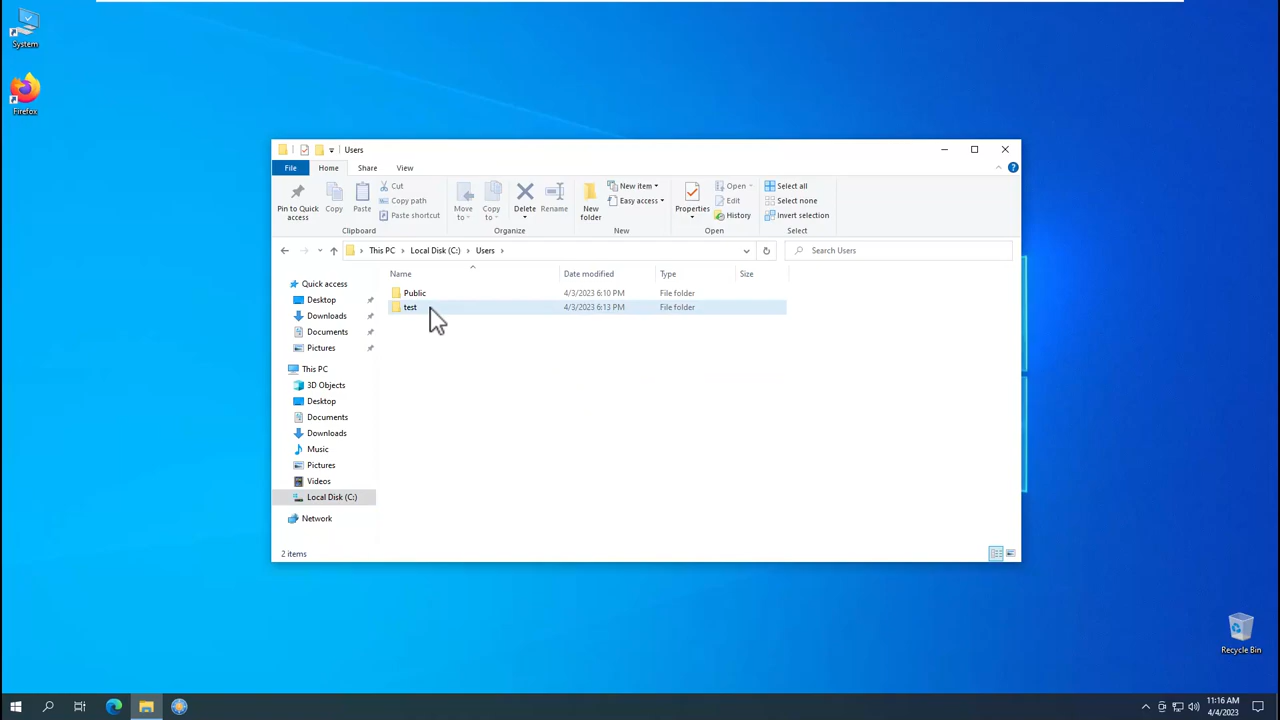 System
Firefox
Users
File Home Share View
Pin to Quick access
Copy
Paste
Cut
Copy path
Paste shortcut
Clipboard
Move to
Copy to
Delete
Rename
Organize
New folder
New item
Easy access
New
Properties
Open
Edit
History
Open
Select all
Select none
Invert selection
Select
This PC Local Disk (C:) Users
Search Users
Quick access
Desktop
Downloads
Documents
Pictures
This PC
3D Objects
Desktop
Documents
Downloads
Music
Pictures
Videos
Local Disk (C:)
Network
Name Date modified Type Size
Public 4/3/2023 6:10 PM File folder
test 4/3/2023 6:13 PM File folder
2 items
Recycle Bin
11:16 AM
4/4/2023